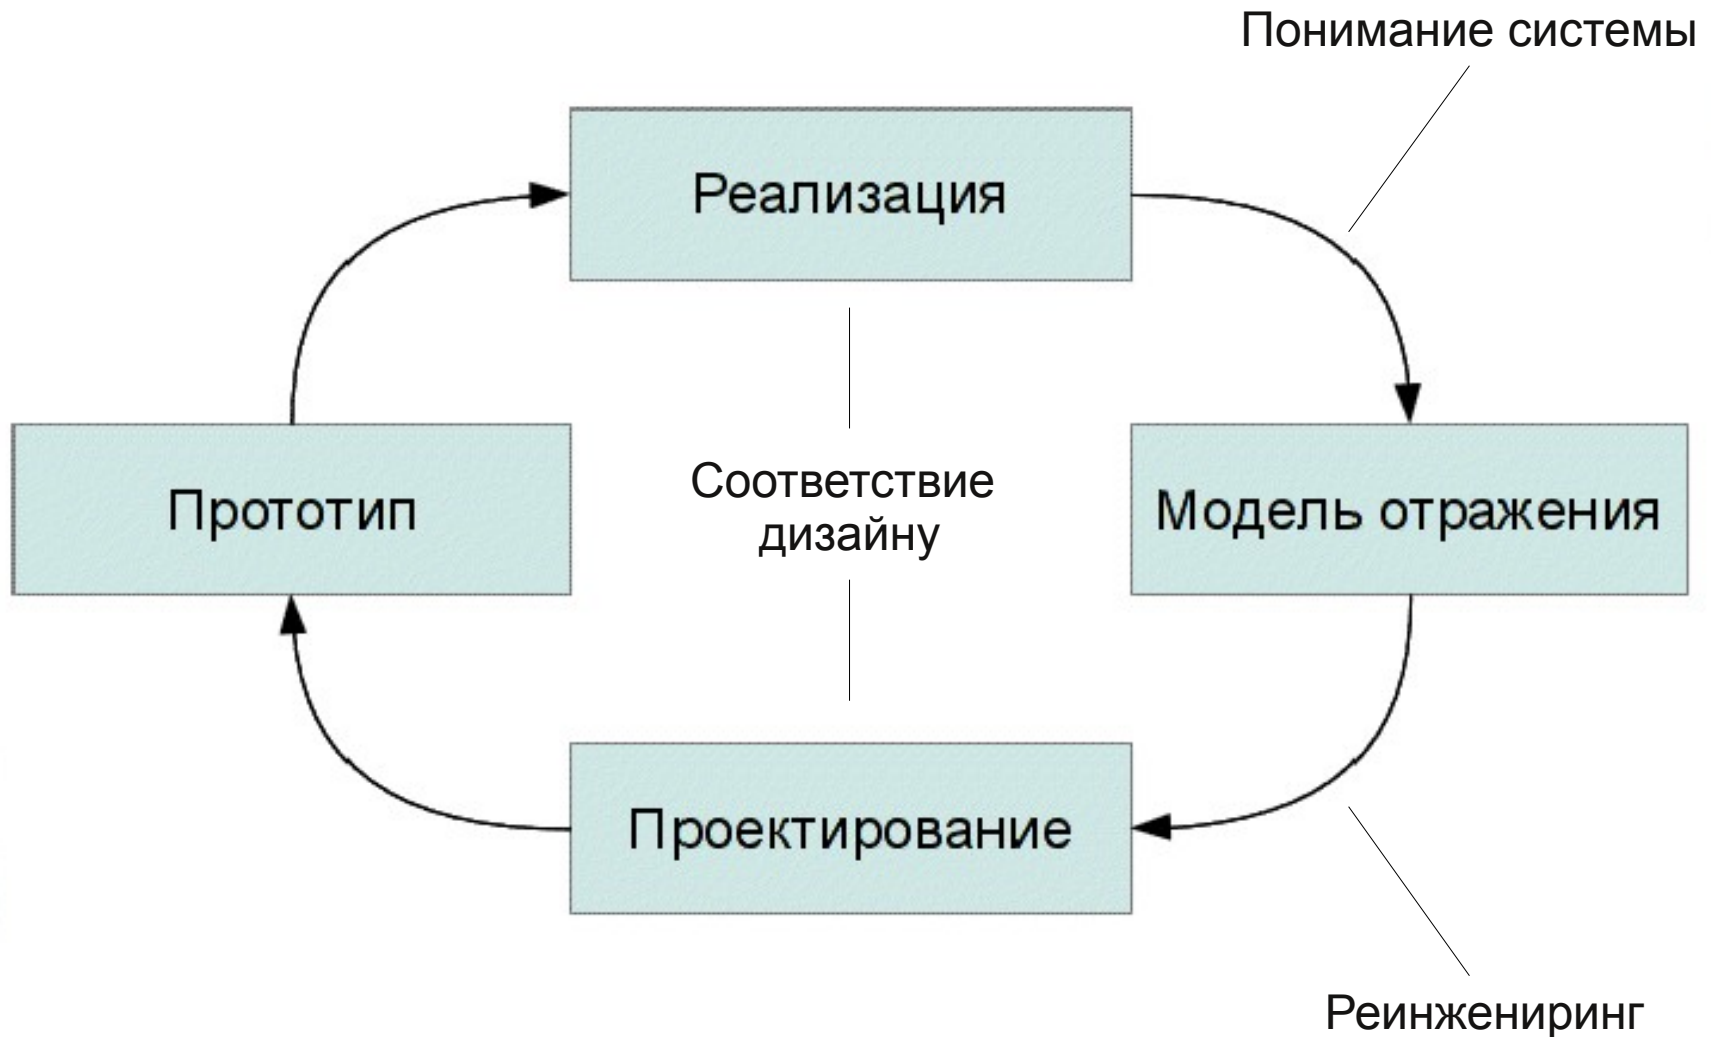 Понимание системы
Реализация
Соответствие
дизайну
Прототип
Модель отражения
Проектирование
Реинжениринг